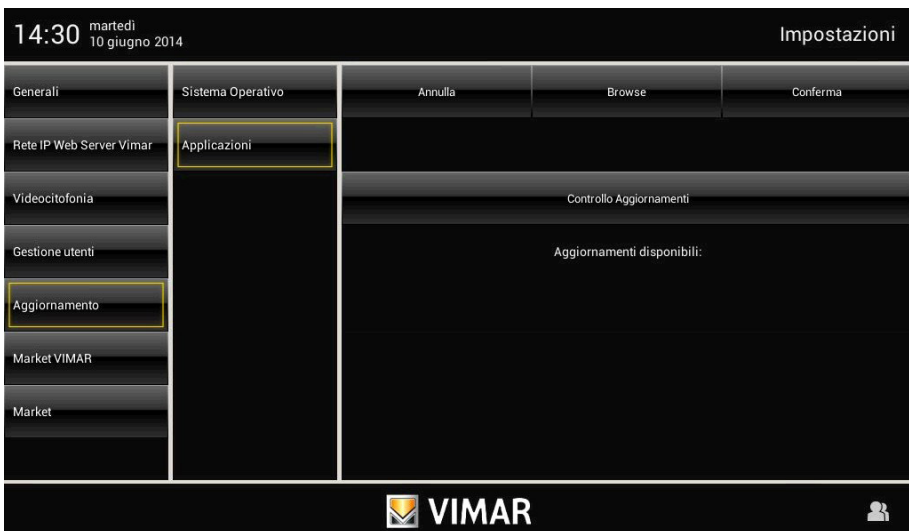 14:30 martedì
10 giugno 2014
Impostazioni
Generali
Sistema Operativo
Annulla
Browse
Conferma
Rete IP Web Server Vimar
Applicazioni
Videocitofonia
Controllo Aggiornamenti
Gestione utenti
Aggiornamenti disponibili:
Aggiornamento
Market VIMAR
Market
VIMAR